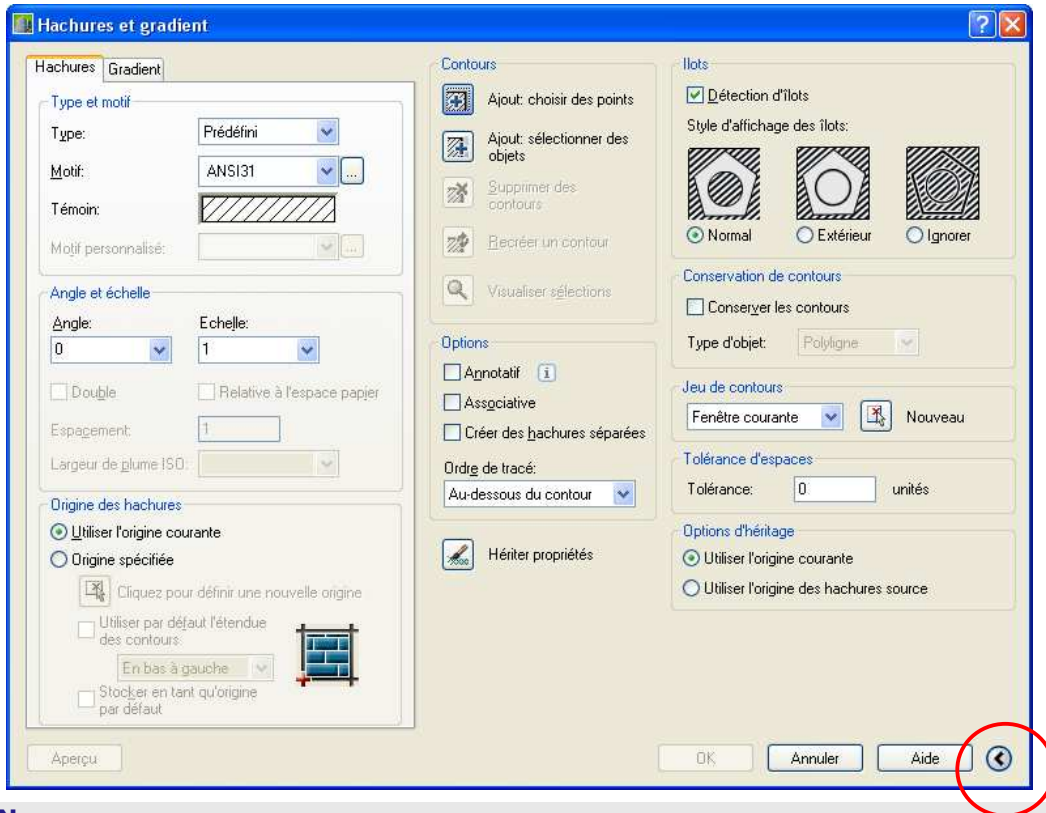 Hachures et gradient
Hachures
Gradient
Type et motif
Type:
Prédéfini
Motif:
ANSI31
...
Témoin:
Motif personnalisé:
...
Angle et échelle
Angle:
Echelle:
0
1
Double
Relative à l'espace papier
Espacement:
1
Largeur de plume ISO:
Origine des hachures
Utiliser l'origine courante
Origine spécifiée
Cliquez pour définir une nouvelle origine
Utiliser par défaut l'étendue
des contours
En bas à gauche
Stocker en tant qu'origine
par défaut
Aperçu
Contours
Ajout: choisir des points
Ajout: sélectionner des
objets
Supprimer des
contours
Recréer un contour
Visualiser sélections
Options
Annotatif
i
Associative
Créer des hachures séparées
Ordre de tracé:
Au-dessous du contour
Hériter propriétés
Ilots
Détection d'îlots
Style d'affichage des îlots:
Normal
Extérieur
Ignorer
Conservation de contours
Conserver les contours
Type d'objet:
Polyligne
Jeu de contours
Fenêtre courante
Nouveau
Tolérance d'espaces
Tolérance:
0
unités
Options d'héritage
Utiliser l'origine courante
Utiliser l'origine des hachures source
OK
Annuler
Aide